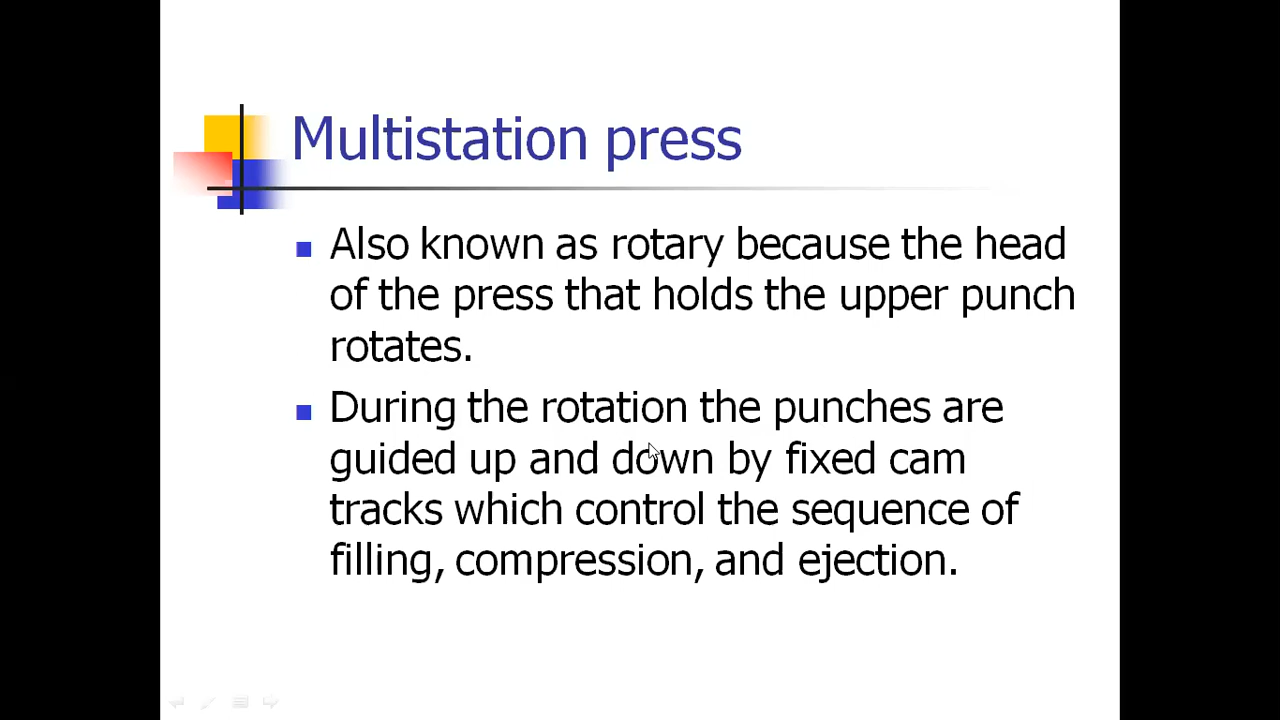 Multistation press
Also known as rotary because the head
of the press that holds the upper punch
rotates.
During the rotation the punches are
guided up and down by fixed cam
tracks which control the sequence of
filling, compression, and ejection.